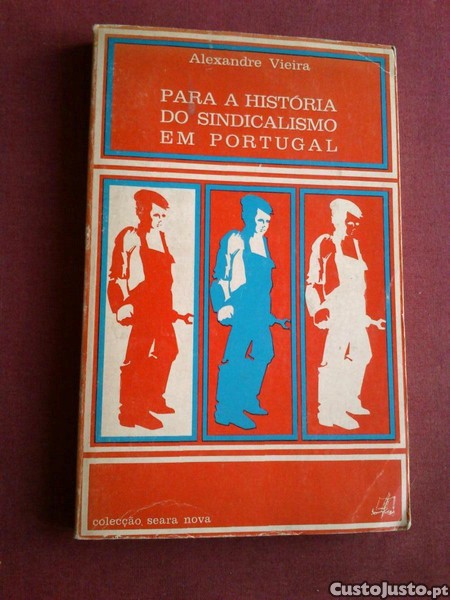 Alexandre Vieira
PARA A HISTÓRIA
DO SINDICALISMO
EM PORTUGAL
colecção seara nova
CustoJusto.pt